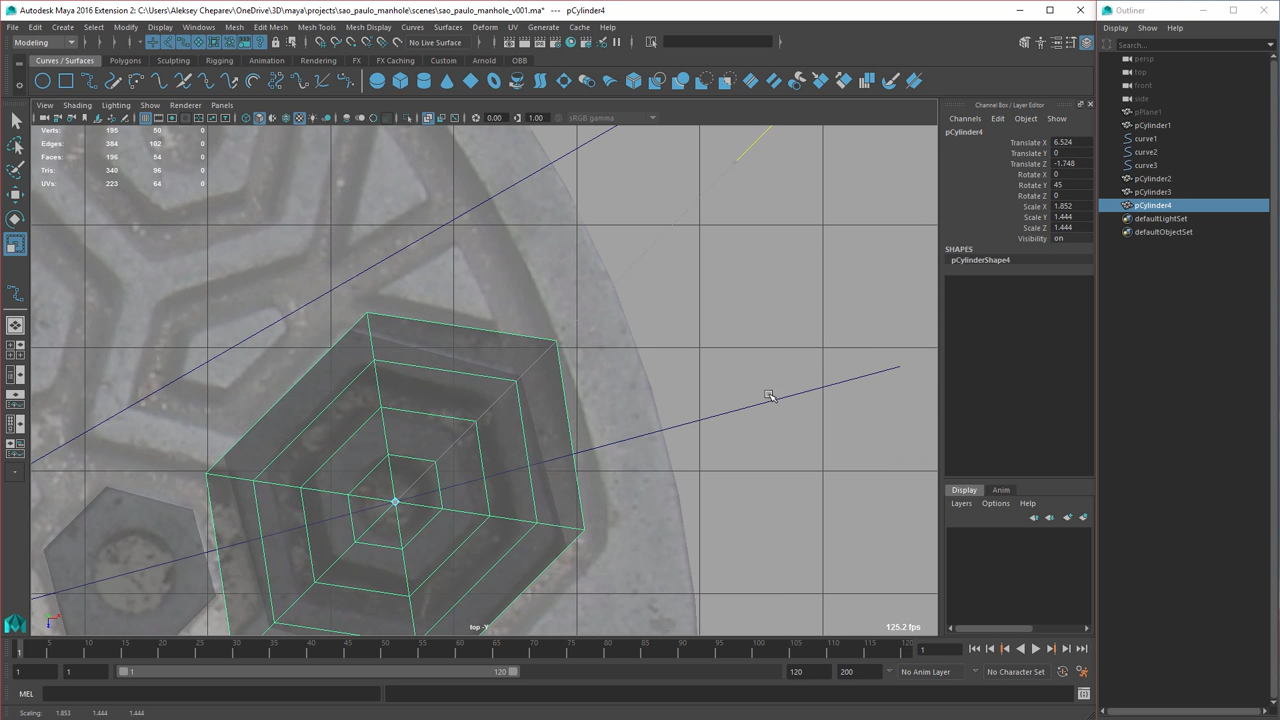 Autodesk Maya 2016 Extension 2: C:\Users\Aleksey Cheparev\OneDrive\3D\maya\projects\sao_paulo_manhole\scenes\sao_paulo_manhole_v001.ma* --- pCylinder4
File Edit Create Select Modify Display Windows Mesh Edit Mesh Mesh Tools Mesh Display Curves Surfaces Deform UV Generate Cache Help
Modeling No Live Surface
Curves / Surfaces Polygons Sculpting Rigging Animation Rendering FX FX Caching Custom Arnold OBB
View Shading Lighting Show Renderer Panels
0.00 1.00 sRGB gamma
Verts: 195 50 0
Edges: 384 102 0
Faces: 196 54 0
Tris: 340 96 0
UVs: 223 64 0
top -Y
125.2 fps
Channel Box / Layer Editor
Channels Edit Object Show
pCylinder4
Translate X 6.524
Translate Y 0
Translate Z -1.748
Rotate X 0
Rotate Y 45
Rotate Z 0
Scale X 1.852
Scale Y 1.444
Scale Z 1.444
Visibility on
SHAPES
pCylinderShape4
Display Anim
Layers Options Help
Outliner
Display Show Help
Search...
persp
top
front
side
pPlane1
pCylinder1
curve1
curve2
curve3
pCylinder2
pCylinder3
pCylinder4
defaultLightSet
defaultObjectSet
5 10 15 20 25 30 35 40 45 50 55 60 65 70 75 80 85 90 95 100 105 110 115 120
1
1
1 1 1 120 120 200 No Anim Layer No Character Set
MEL
Scaling: 1.853 1.444 1.444